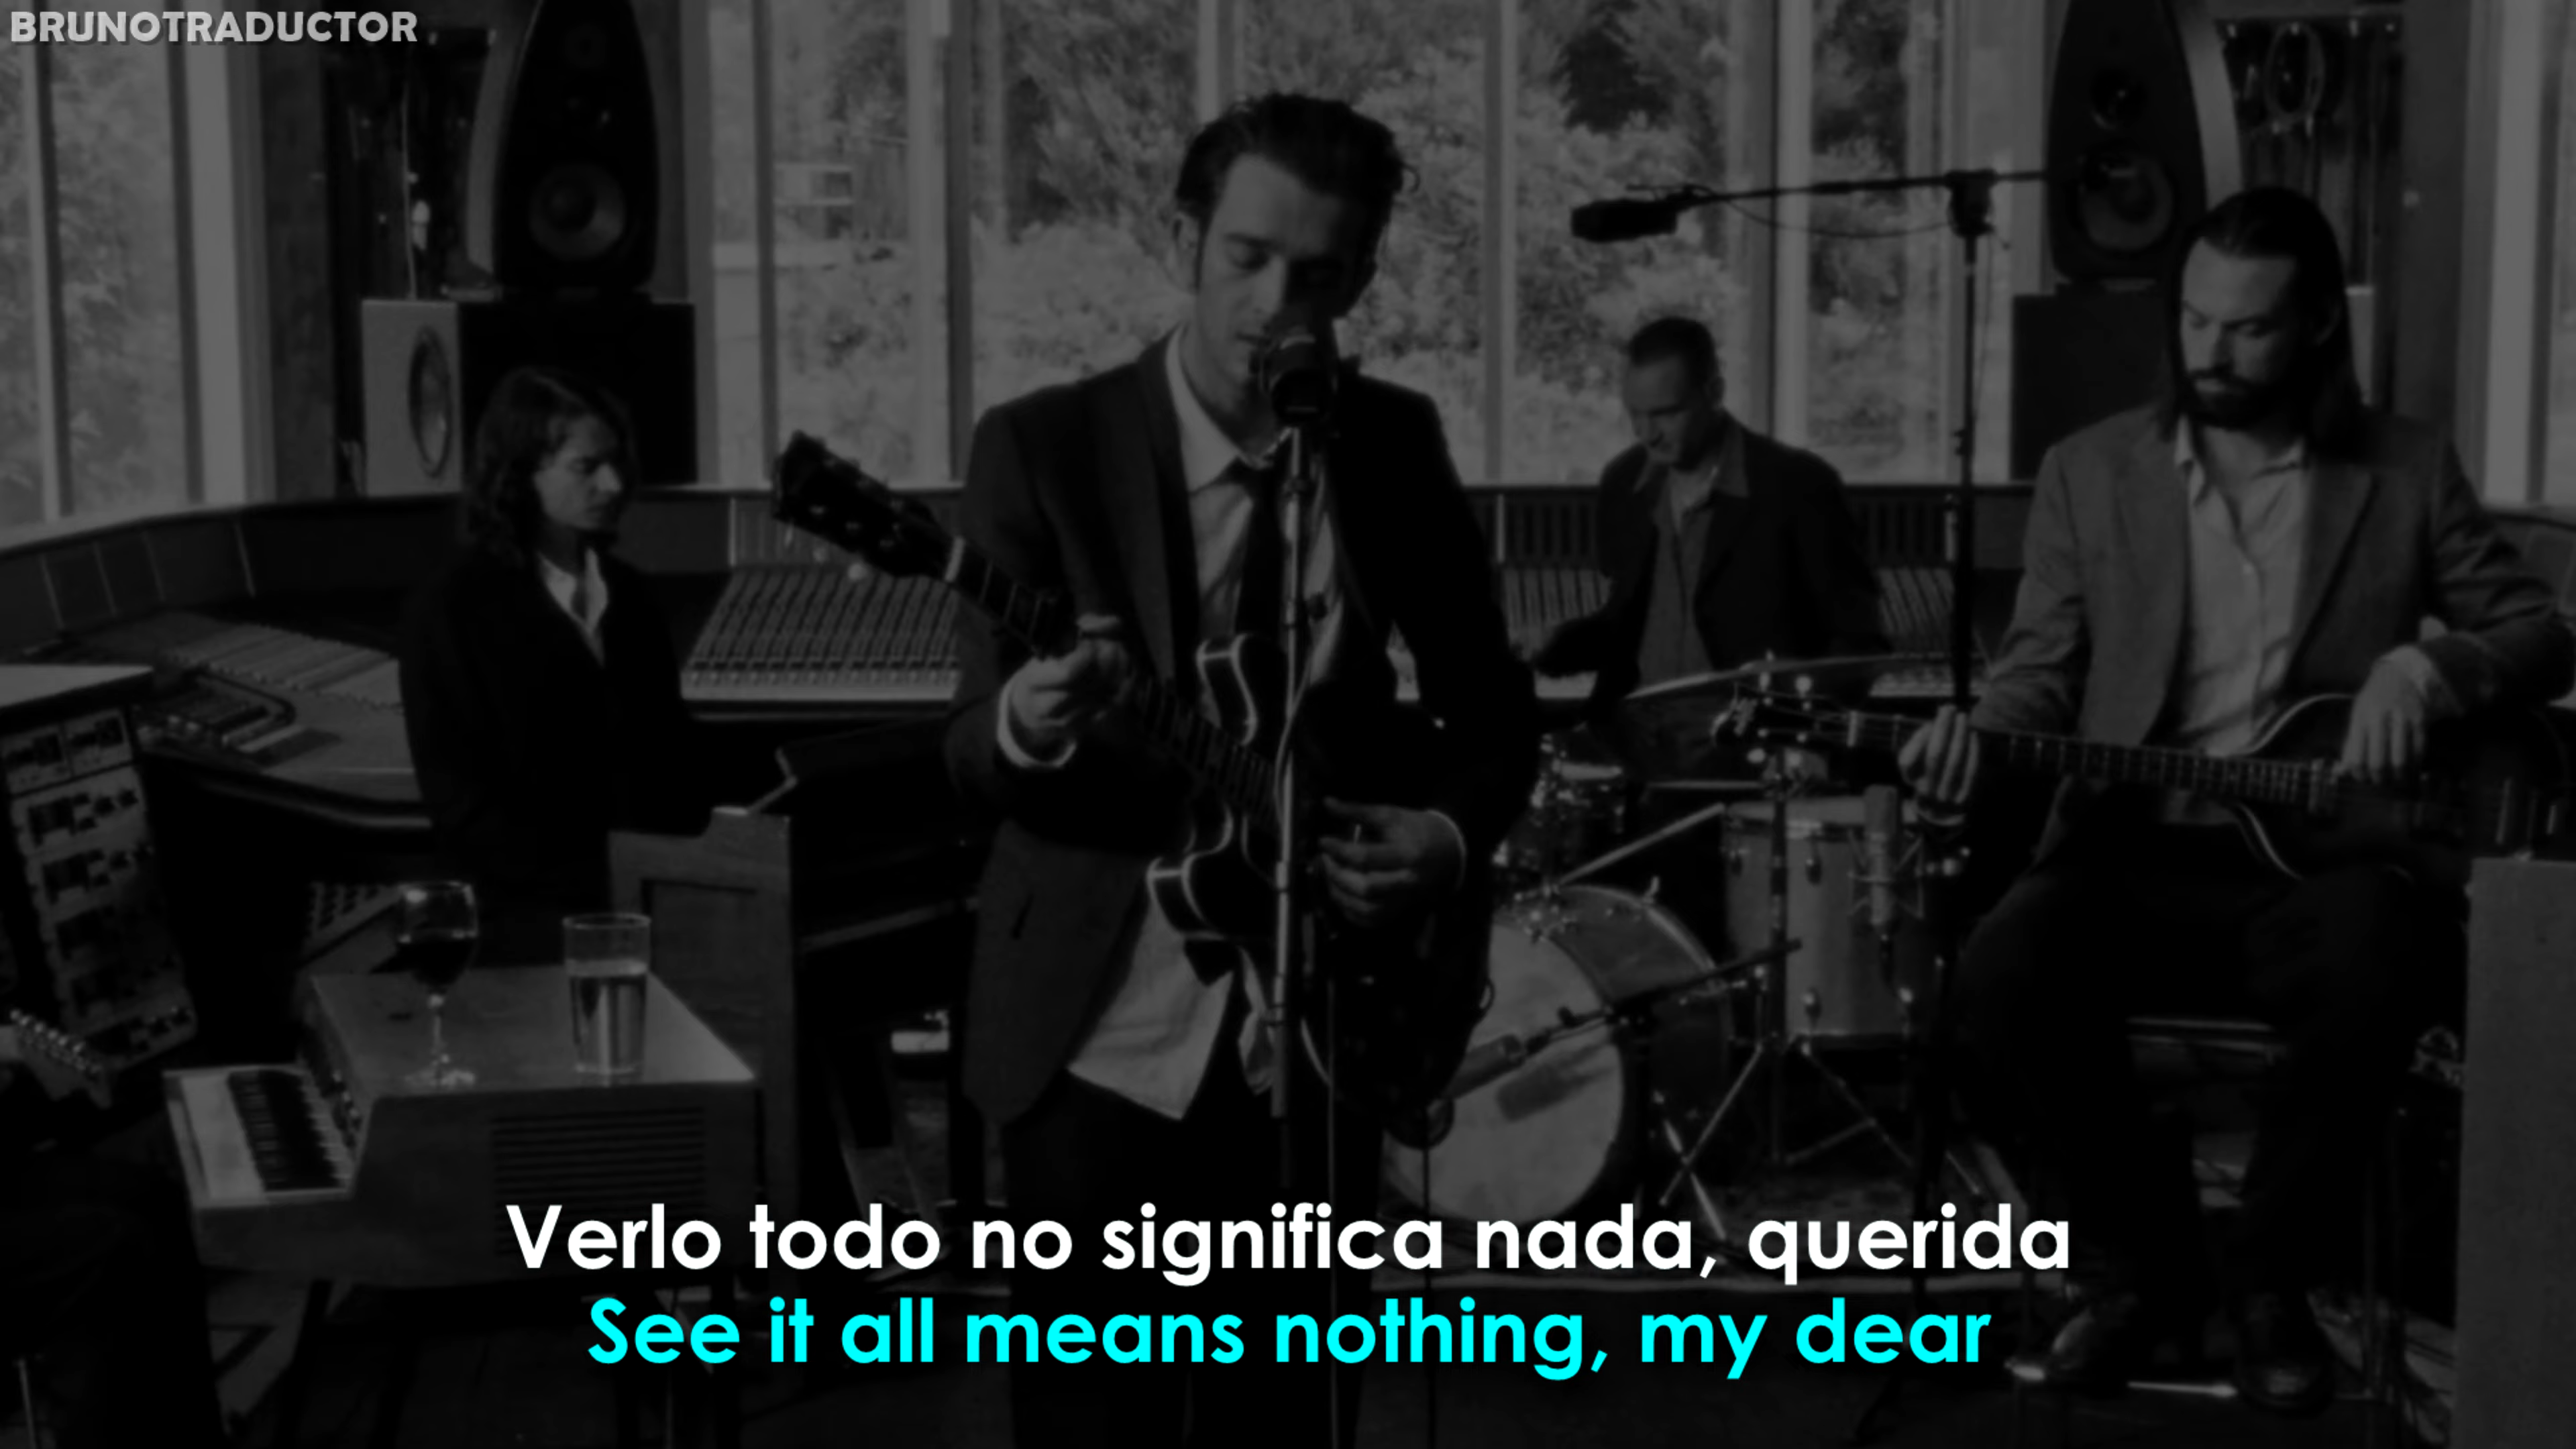 BRUNOTRADUCTOR
Verlo todo no significa nada, querida
See it all means nothing, my dear